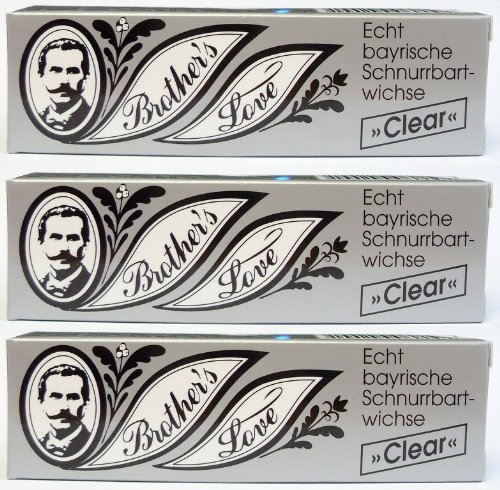 Brother's
Love
Echt
bayrische
Schnurrbart-
wichse
»Clear«
Brother's
Love
Echt
bayrische
Schnurrbart-
wichse
»Clear«
Brother's
Love
Echt
bayrische
Schnurrbart-
wichse
»Clear«